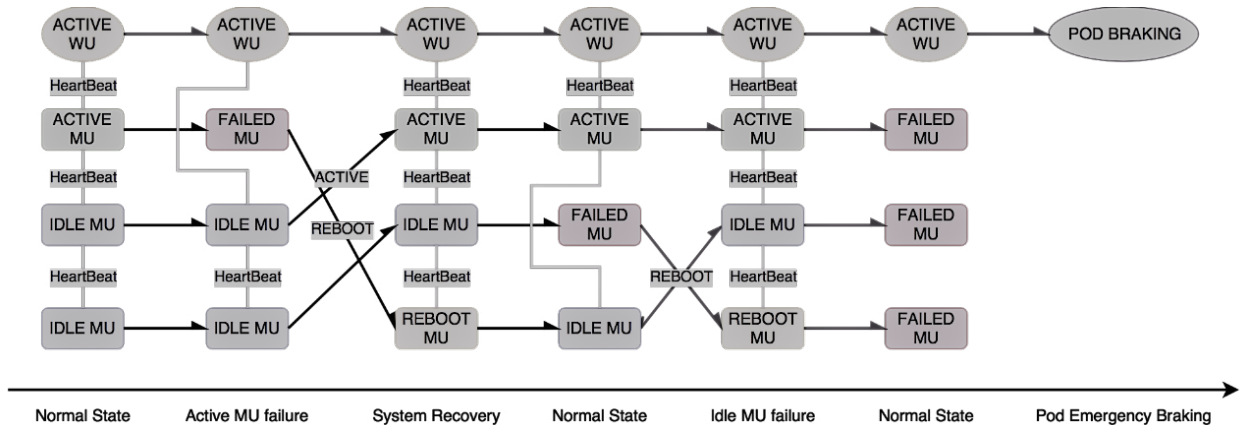 ACTIVE
WU
ACTIVE
WU
ACTIVE
WU
ACTIVE
WU
ACTIVE
WU
ACTIVE
WU
POD BRAKING
HeartBeat
HeartBeat
HeartBeat
HeartBeat
ACTIVE
MU
FAILED
MU
ACTIVE
MU
ACTIVE
MU
ACTIVE
MU
FAILED
MU
HeartBeat
ACTIVE
HeartBeat
HeartBeat
IDLE MU
IDLE MU
REBOOT
IDLE MU
FAILED
MU
IDLE MU
FAILED
MU
HeartBeat
HeartBeat
HeartBeat
REBOOT
HeartBeat
IDLE MU
IDLE MU
REBOOT
MU
IDLE MU
REBOOT
MU
FAILED
MU
Normal State
Active MU failure
System Recovery
Normal State
Idle MU failure
Normal State
Pod Emergency Braking